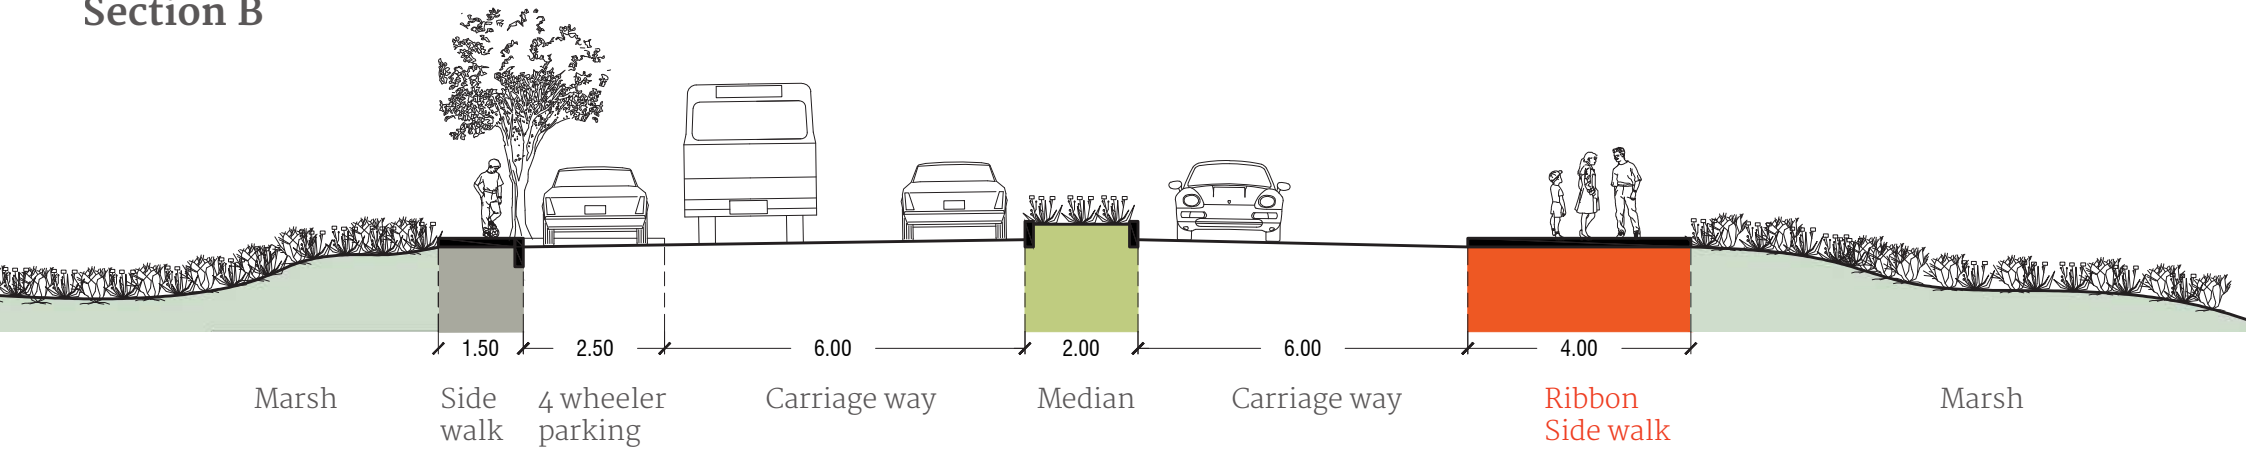 Section B
1.50 2.50 6.00 2.00 6.00 4.00
Marsh Side 4 wheeler Carriage way Median Carriage way Ribbon Marsh
walk parking Side walk